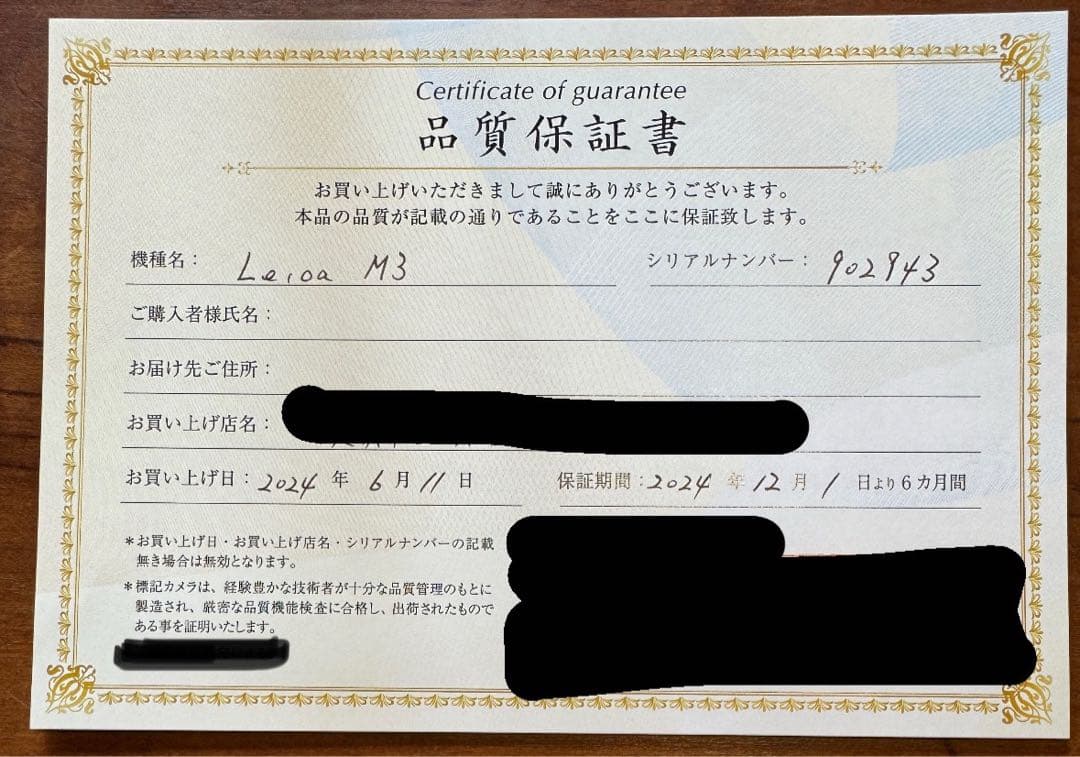 Certificate of guarantee
品質保証書
お買い上げいただきまして誠にありがとうございます。
本品の品質が記載の通りであることをここに保証致します。
機種名： Leica M3
シリアルナンバー： 902943
ご購入者様氏名：
お届け先ご住所：
お買い上げ店名：
お買い上げ日：2024 年 6 月 11 日
保証期間：2024 年 12 月 1 日より6カ月間
＊お買い上げ日・お買い上げ店名・シリアルナンバーの記載
無き場合は無効となります。
＊標記カメラは、経験豊かな技術者が十分な品質管理のもとに
製造され、厳密な品質機能検査に合格し、出荷されたもので
ある事を証明いたします。